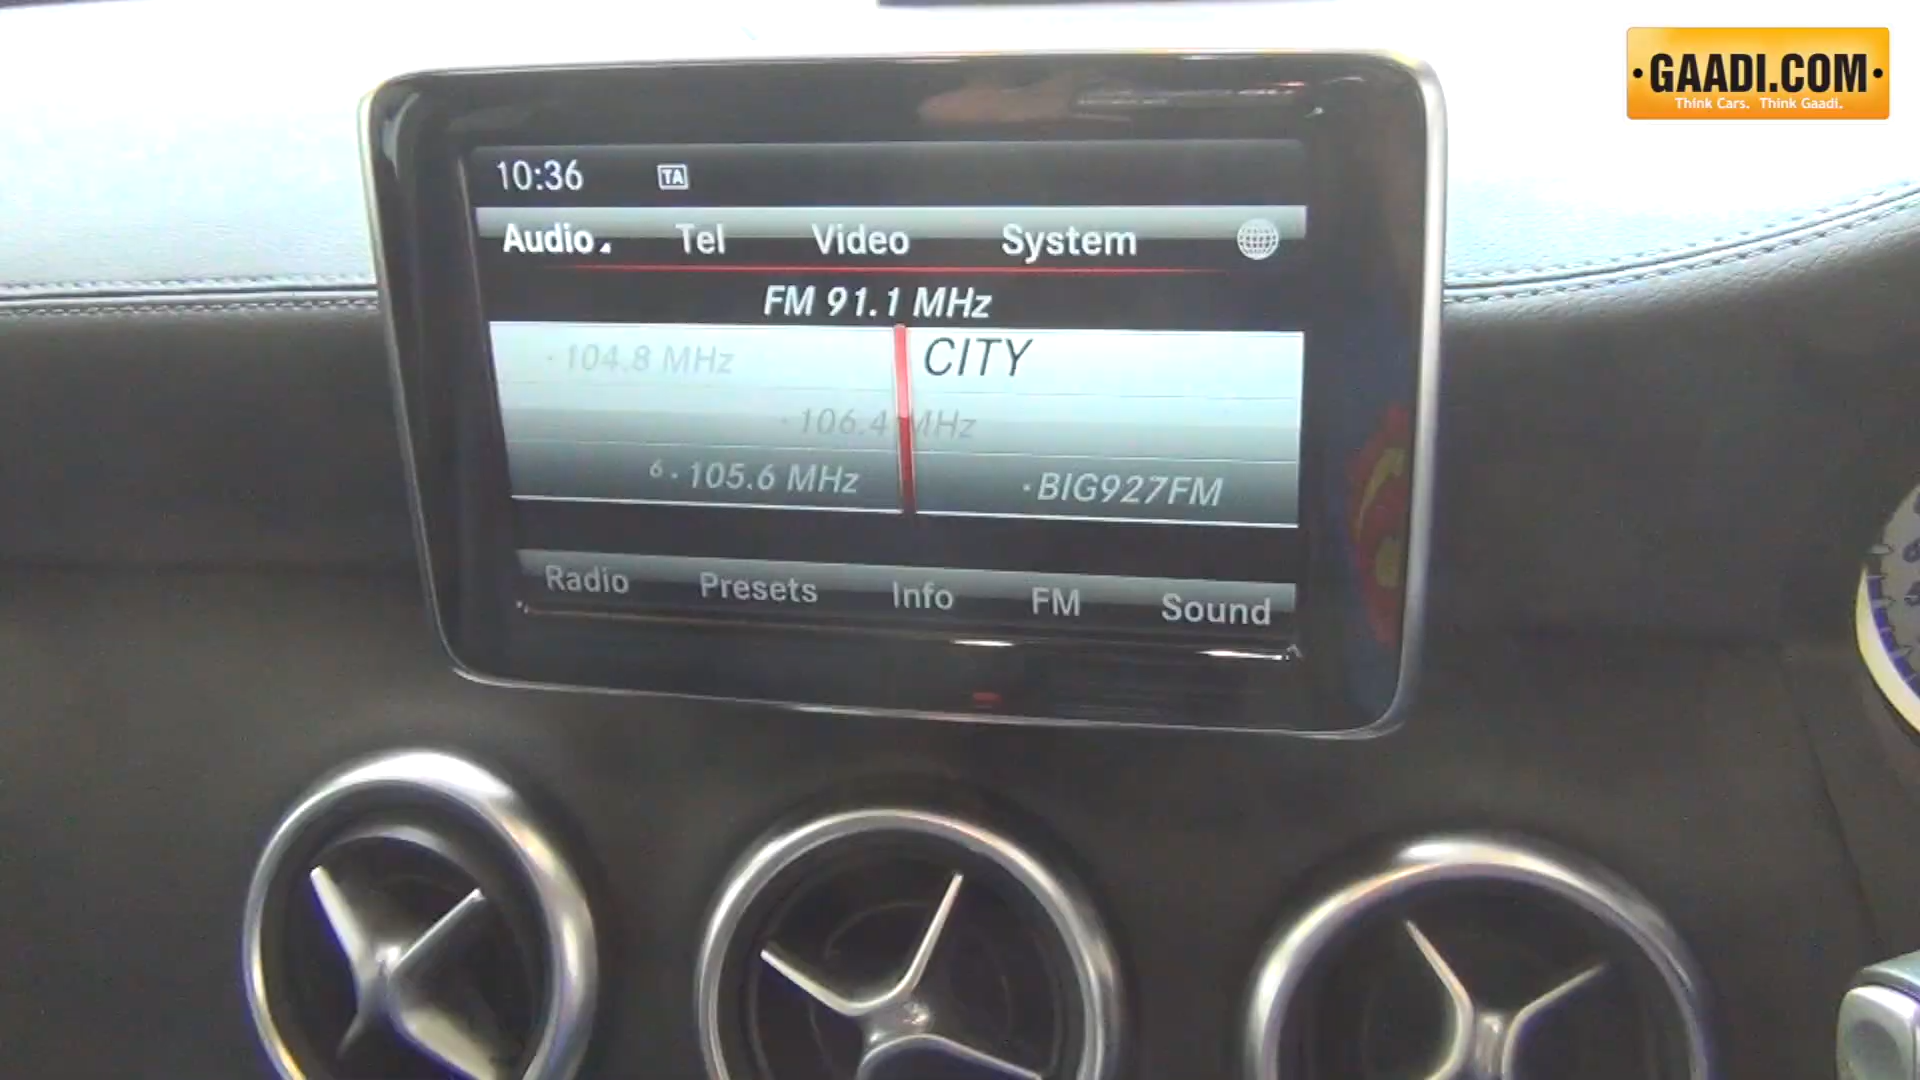 GAADI.COM
Think Cars. Think Gaadi.
10:36 TA
Audio Tel Video System
FM 91.1 MHz
104.8 MHz CITY
106.4 MHz
6 · 105.6 MHz · BIG927FM
Radio Presets Info FM Sound